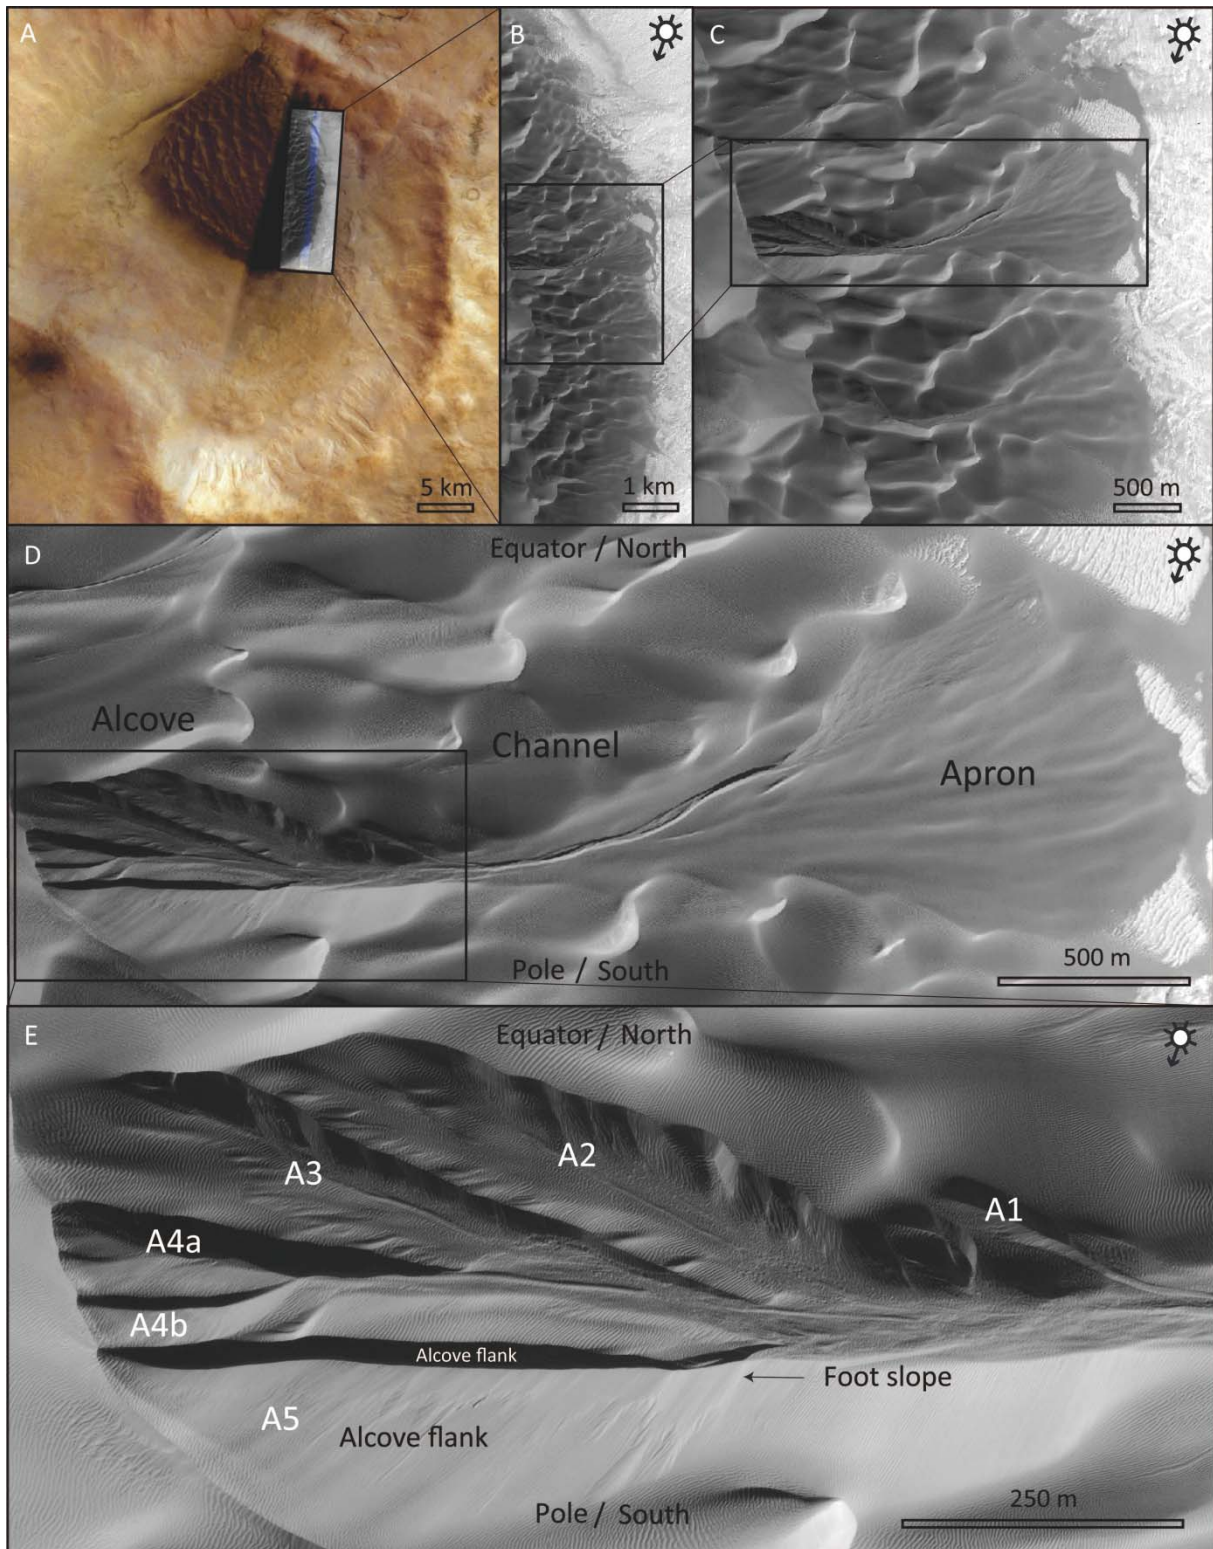 A
B
C
5 km
1 km
500 m
D
Equator / North
Alcove
Channel
Apron
Pole / South
500 m
E
Equator / North
A2
A3
A1
A4a
A4b
Alcove flank
Foot slope
A5
Alcove flank
250 m
Pole / South